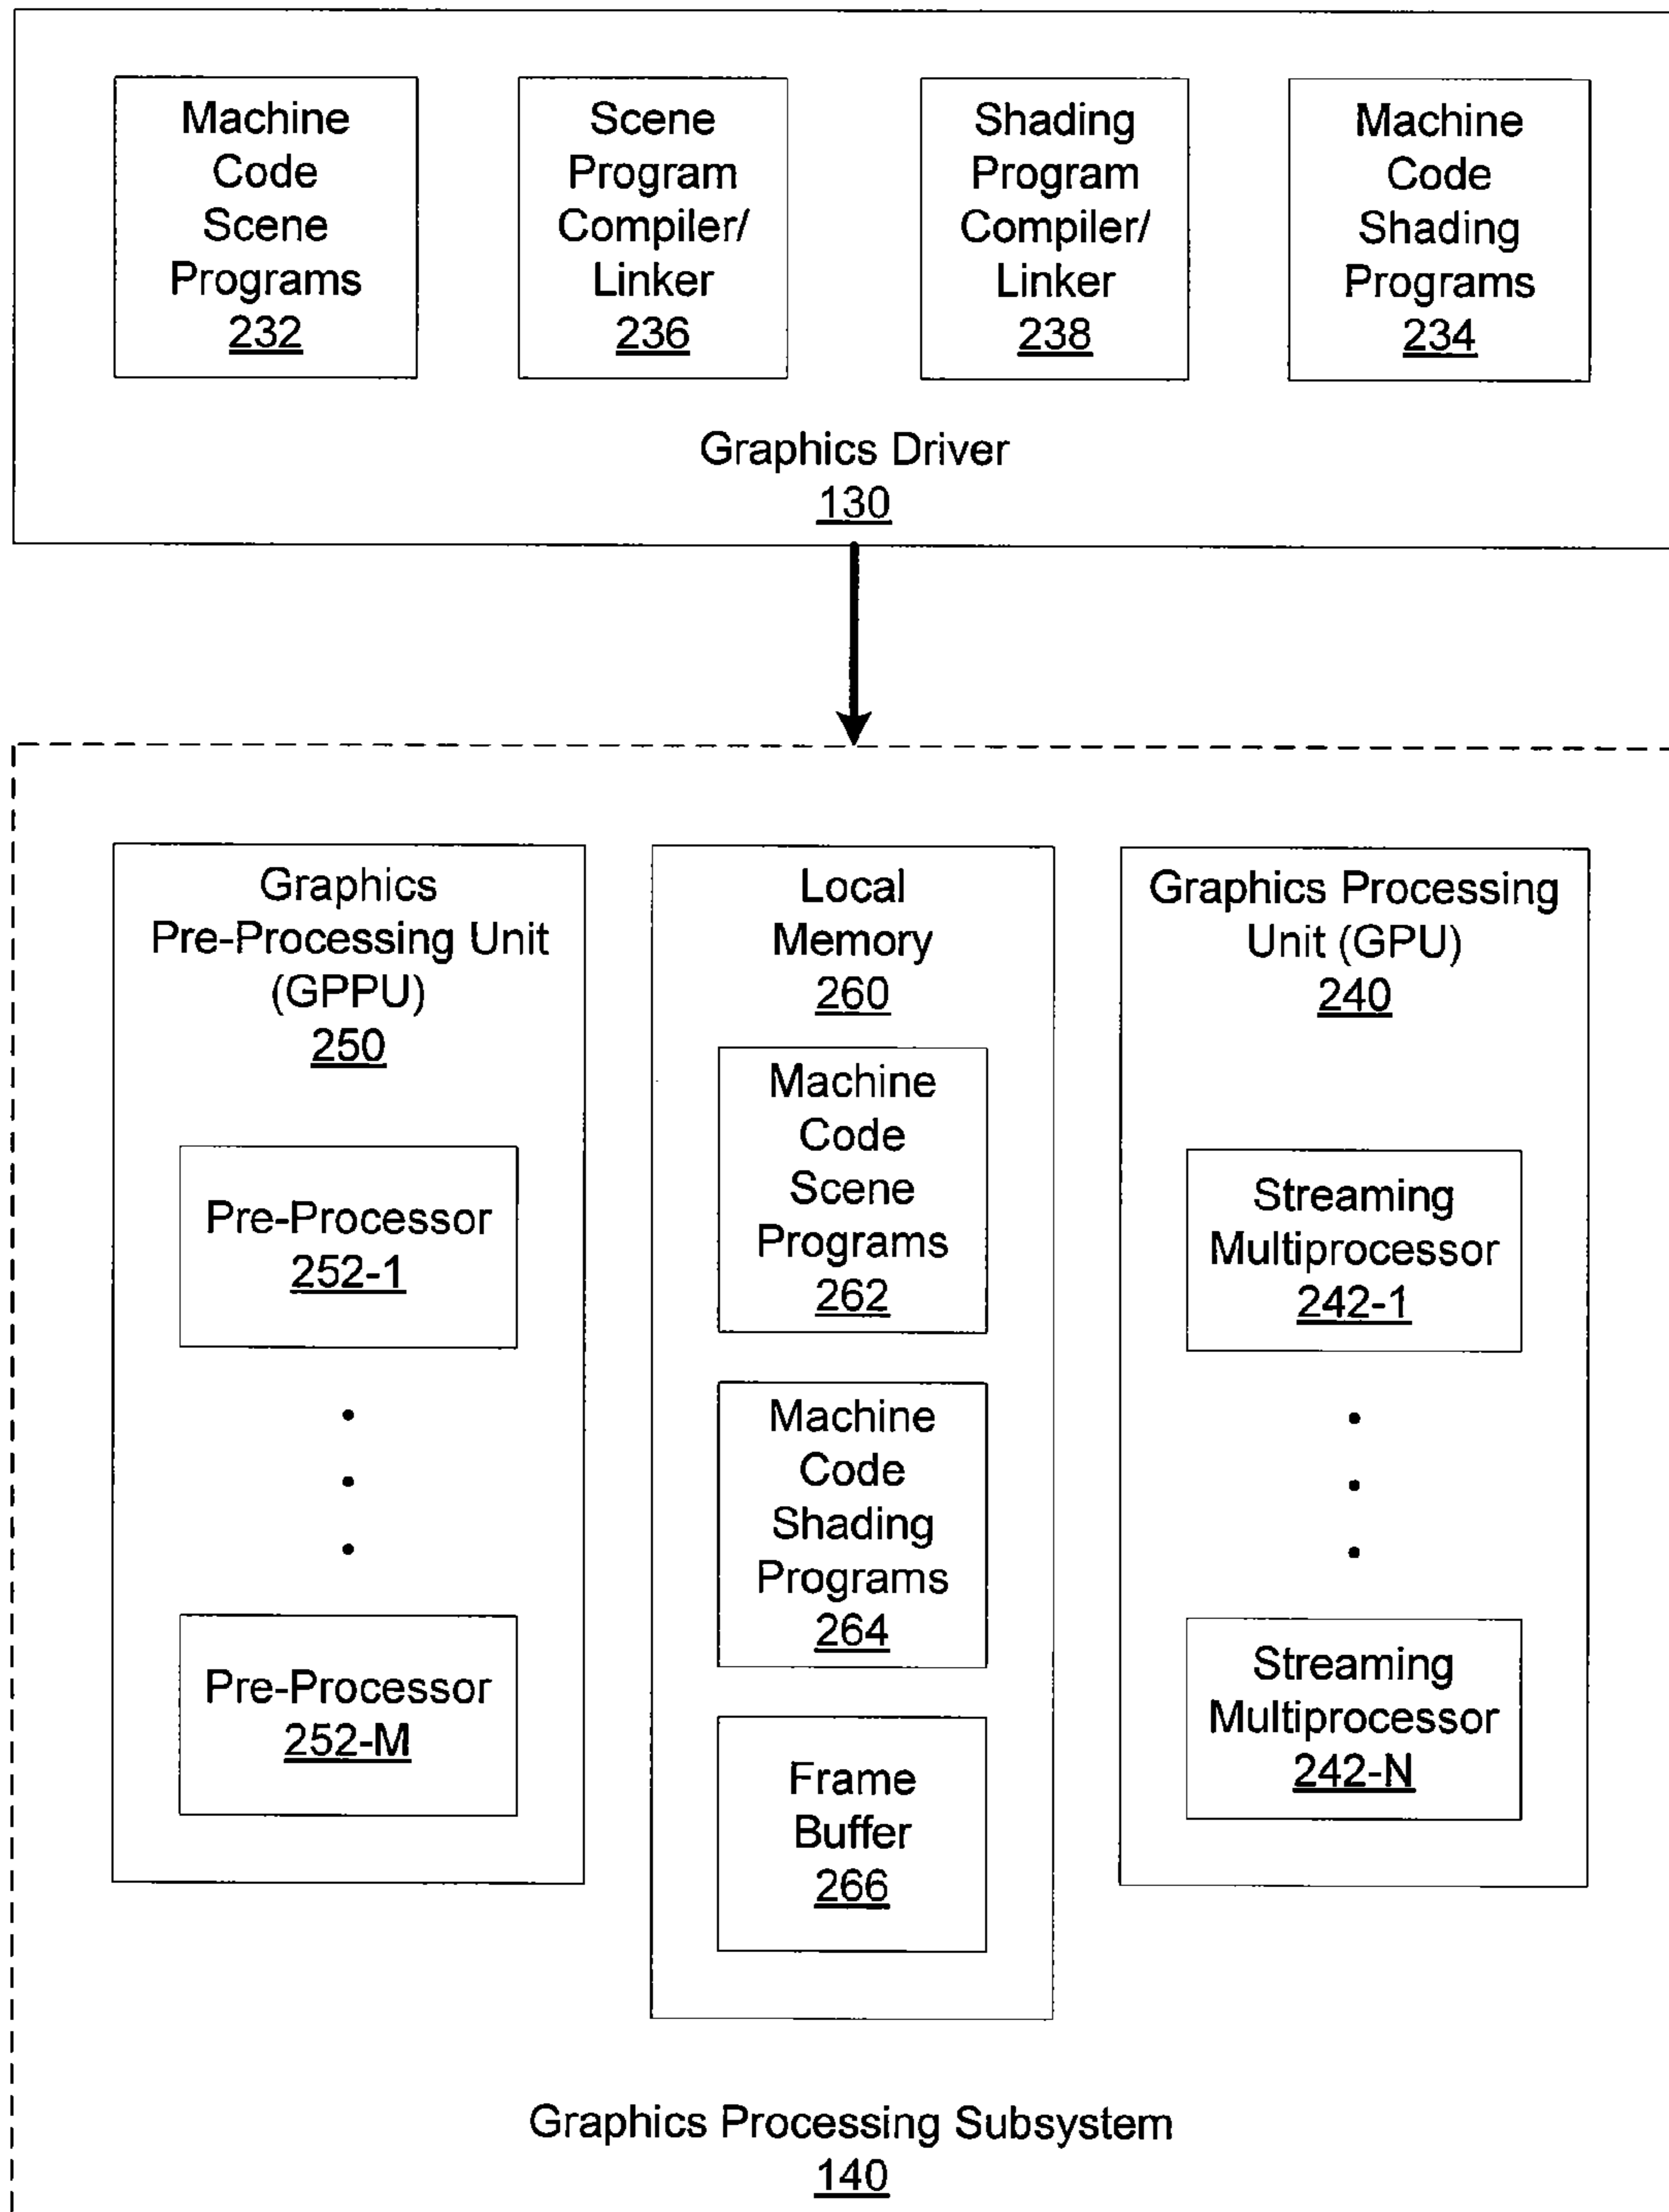 Machine
Code
Scene
Programs
232
Scene
Program
Compiler/
Linker
236
Shading
Program
Compiler/
Linker
238
Machine
Code
Shading
Programs
234
Graphics Driver
130
Graphics
Pre-Processing Unit
(GPPU)
250
Pre-Processor
252-1
Pre-Processor
252-M
Local
Memory
260
Machine
Code
Scene
Programs
262
Machine
Code
Shading
Programs
264
Frame
Buffer
266
Graphics Processing
Unit (GPU)
240
Streaming
Multiprocessor
242-1
Streaming
Multiprocessor
242-N
Graphics Processing Subsystem
140